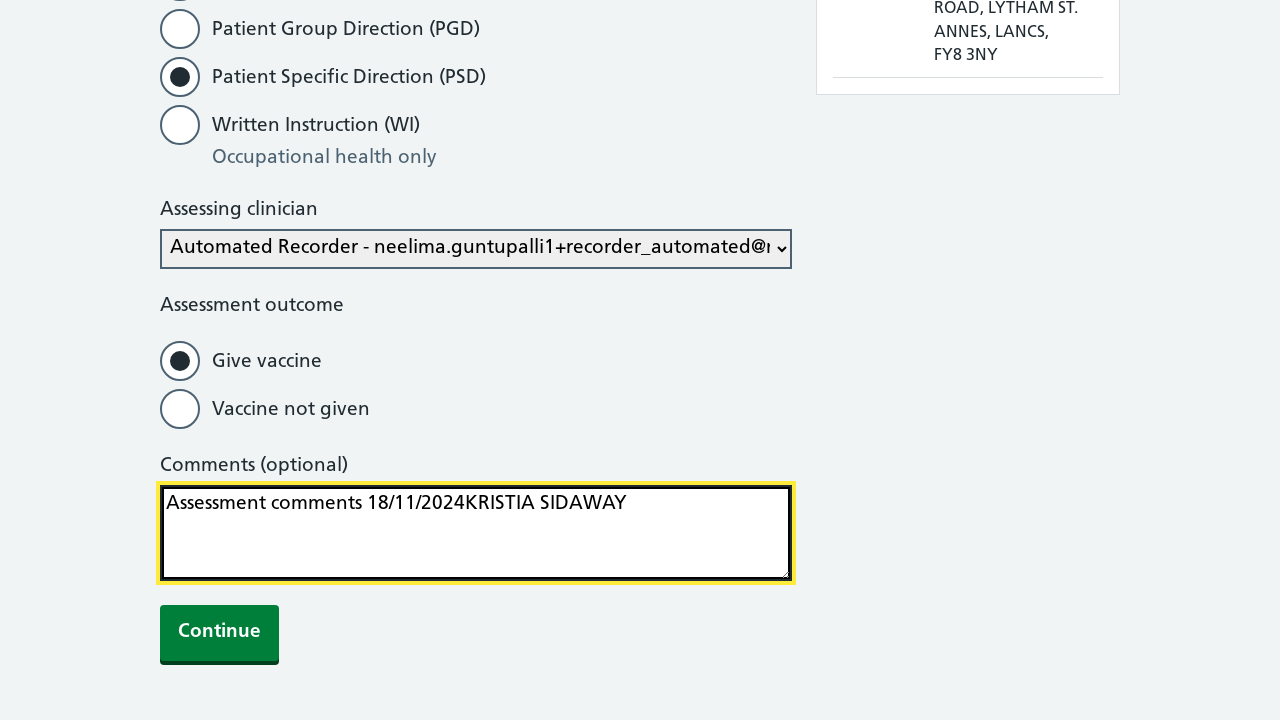 Patient Group Direction (PGD)
Patient Specific Direction (PSD)
Written Instruction (WI)
Occupational health only
Assessing clinician
Automated Recorder - neelima.guntupalli1+recorder_automated@
Assessment outcome
Give vaccine
Vaccine not given
Comments (optional)
Assessment comments 18/11/2024KRISTIA SIDAWAY
Continue
ROAD, LYTHAM ST.
ANNES, LANCS,
FY8 3NY